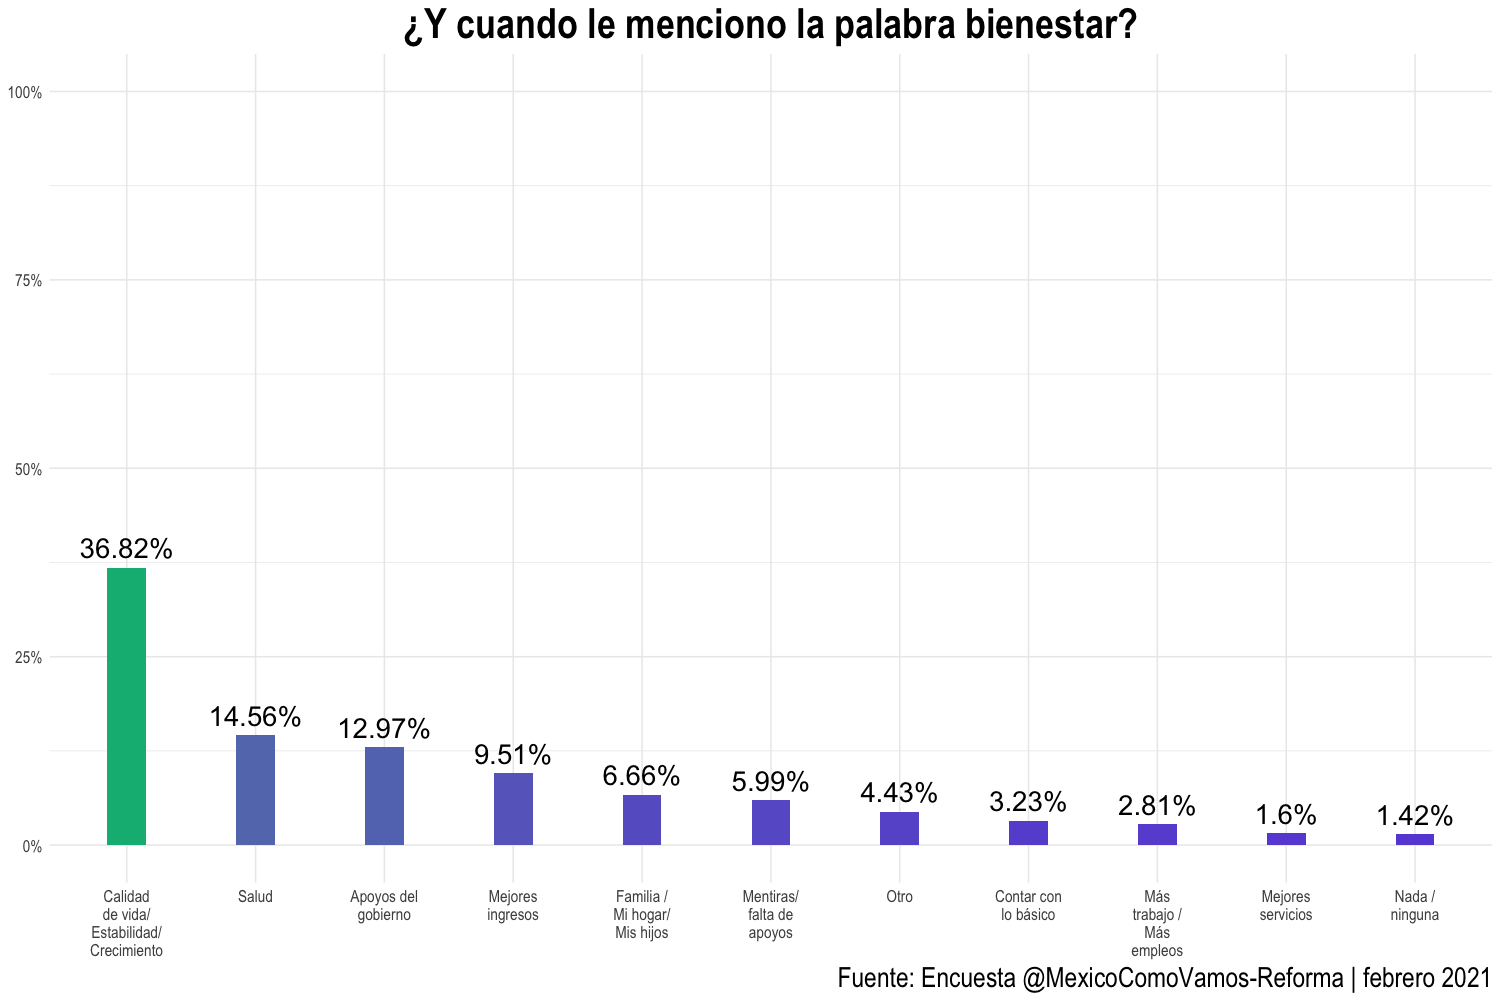 ¿Y cuando le menciono la palabra bienestar?
100%
75%
50%
25%
0%
36.82%
14.56%
12.97%
9.51%
6.66%
5.99%
4.43%
3.23%
2.81%
1.6%
1.42%
Calidad
de vida/
Estabilidad/
Crecimiento
Salud
Apoyos del
gobierno
Mejores
ingresos
Familia /
Mi hogar/
Mis hijos
Mentiras/
falta de
apoyos
Otro
Contar con
lo básico
Más
trabajo /
Más
empleos
Mejores
servicios
Nada /
ninguna
Fuente: Encuesta @MexicoComoVamos-Reforma | febrero 2021